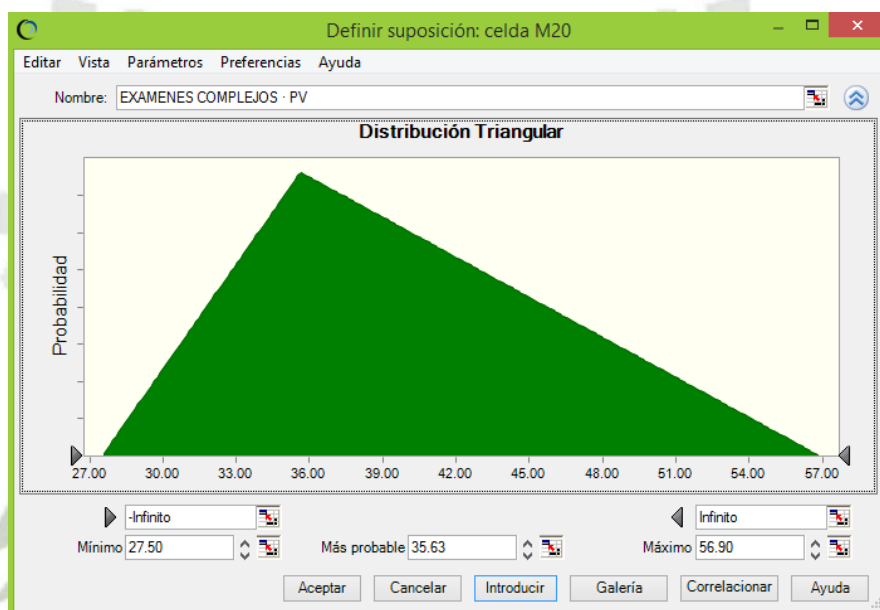 Definir suposición: celda M20
Editar Vista Parámetros Preferencias Ayuda
Nombre: EXAMENES COMPLEJOS · PV
Distribución Triangular
Probabilidad
27.00 30.00 33.00 36.00 39.00 42.00 45.00 48.00 51.00 54.00 57.00
-Infinito Infinito
Mínimo 27.50 Más probable 35.63 Máximo 56.90
Aceptar Cancelar Introducir Galería Correlacionar Ayuda